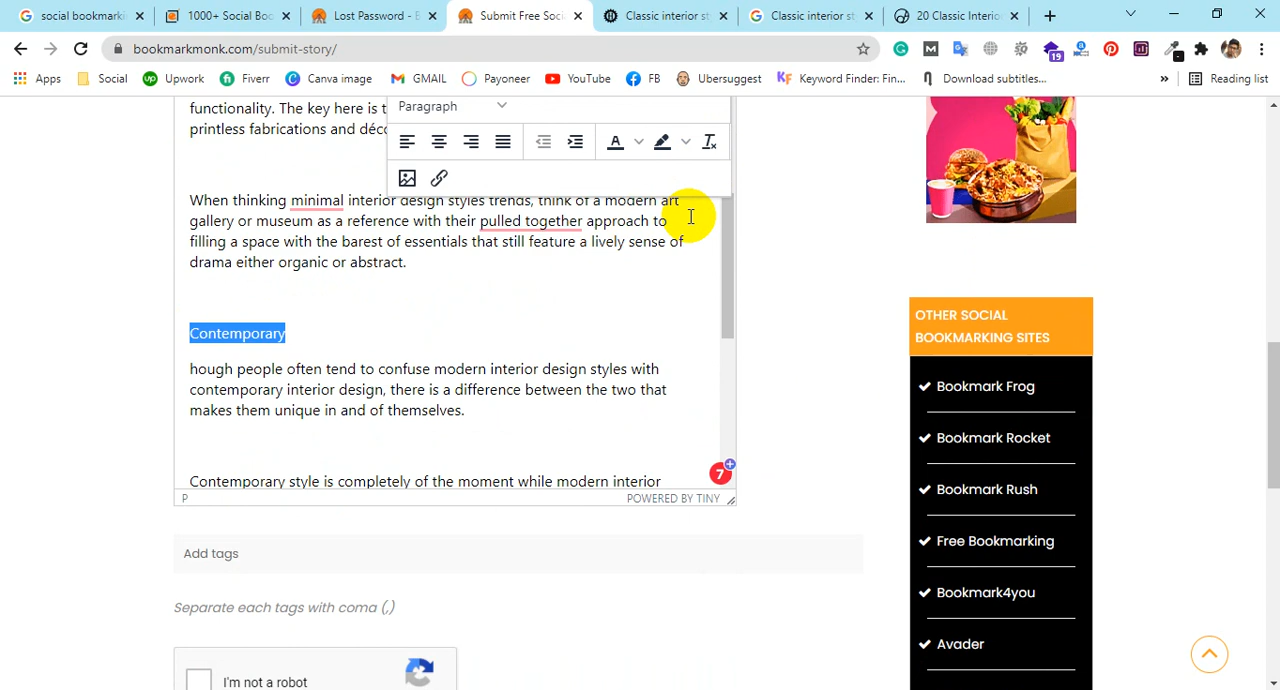 social bookmarki
1000+ Social Boo
Lost Password - B
Submit Free Soci
Classic interior st
Classic interior st
20 Classic Interio
bookmarkmonk.com/submit-story/
19
Apps
Social
Upwork
Fiverr
Canva image
GMAIL
Payoneer
YouTube
FB
Ubersuggest
Keyword Finder: Fin...
Download subtitles...
»
Reading list
functionality. The key here is t
printless fabrications, deco
Paragraph
When thinking minimal interior design styles trends, think of a modern art
gallery or museum as a reference with their pulled together approach to
filling a space with the barest of essentials that still feature a lively sense of
drama either organic or abstract.
Contemporary
hough people often tend to confuse modern interior design styles with
contemporary interior design, there is a difference between the two that
makes them unique in and of themselves.
7
Contemporary style is completely of the moment while modern interior
P
POWERED BY TINY
Add tags
Separate each tags with coma (,)
I'm not a robot
OTHER SOCIAL
BOOKMARKING SITES
Bookmark Frog
Bookmark Rocket
Bookmark Rush
Free Bookmarking
Bookmark4you
Avader